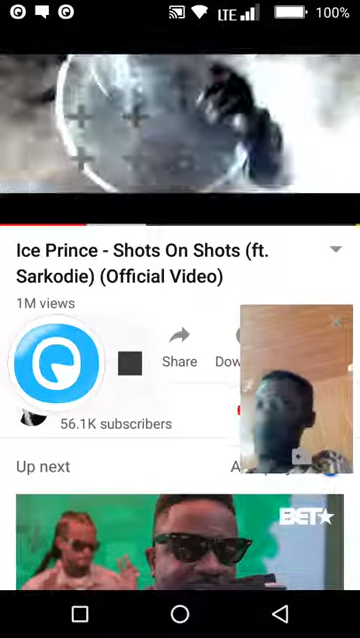 LTE 100%
Ice Prince - Shots On Shots (ft.
Sarkodie) (Official Video)
1M views
Share Dow
56.1K subscribers
Up next A
BET